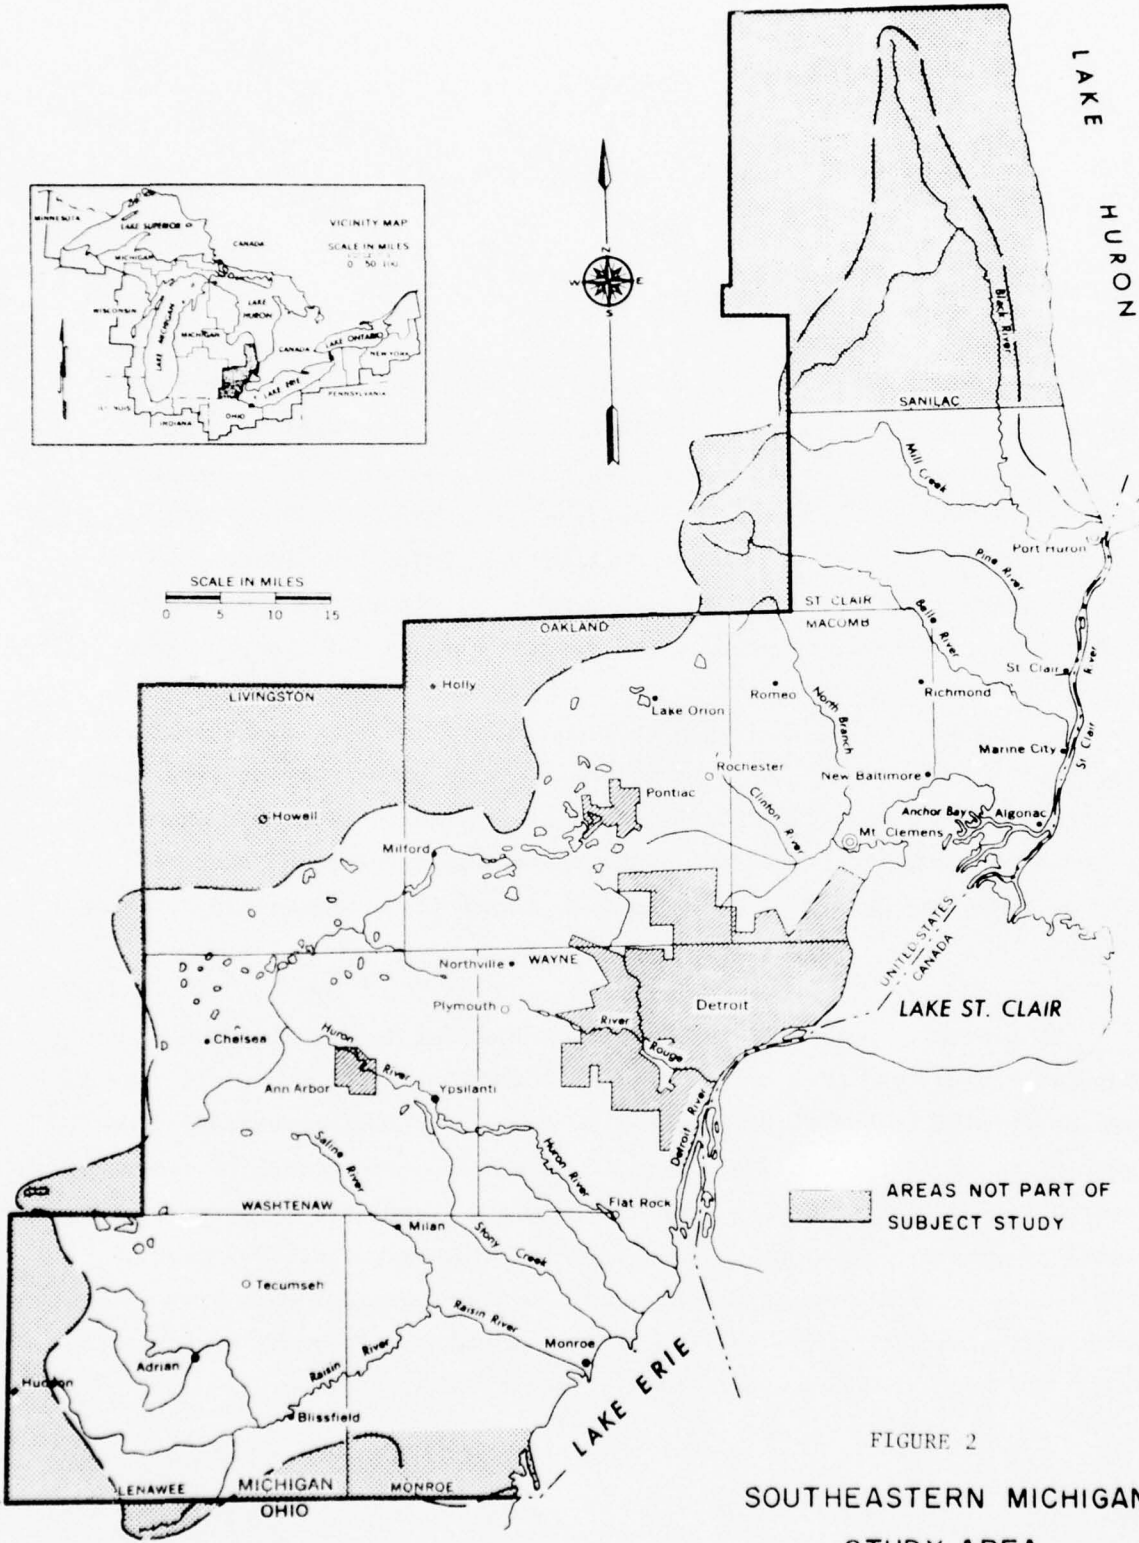 LAKE HURON
MINNESOTA
LAKE SUPERIOR
CANADA
MICHIGAN
WISCONSIN
LAKE MICHIGAN
MICHIGAN
LAKE HURON
CANADA
LAKE ONTARIO
NEW YORK
LAKE ERIE
PENNSYLVANIA
INDIANA
OHIO
VICINITY MAP
SCALE IN MILES
0 50 100
N
W E
S
Black River
SANILAC
Mill Creek
Port Huron
Pine River
SCALE IN MILES
0 5 10 15
ST CLAIR
MACOMB
OAKLAND
Belle River
St Clair
St Clair River
LIVINGSTON
Holly
Lake Orion
Romeo
North Branch
Richmond
Marine City
Rochester
New Baltimore
Pontiac
Clinton River
Anchor Bay
Algonac
Howell
Mt Clemens
Milford
UNITED STATES
CANADA
Northville
WAYNE
Plymouth
Detroit
LAKE ST. CLAIR
River Rouge
Chelsea
Huron River
Ann Arbor
Ypsilanti
Detroit River
Saline River
Huron River
Flat Rock
AREAS NOT PART OF
SUBJECT STUDY
WASHTENAW
Milan
Stony Creek
Tecumseh
Raisin River
Monroe
Adrian
Raisin River
Hudson
Blissfield
LAKE ERIE
LENAWEE
MICHIGAN
MONROE
OHIO
FIGURE 2
SOUTHEASTERN MICHIGAN
STUDY AREA